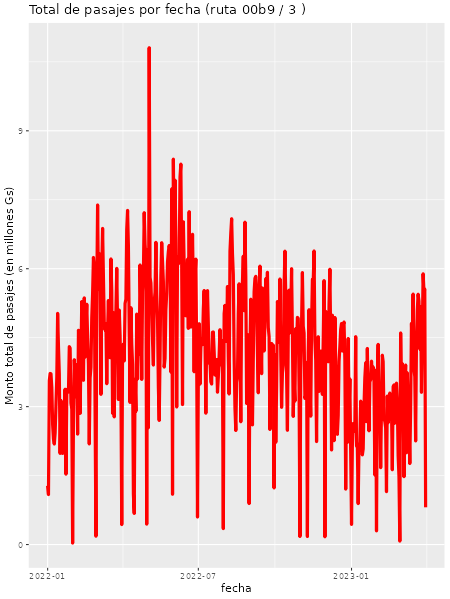 Total de pasajes por fecha (ruta 00b9 / 3 )
Monto total de pasajes (en millones Gs)
9
6
3
0
2022-01 2022-07 2023-01
fecha